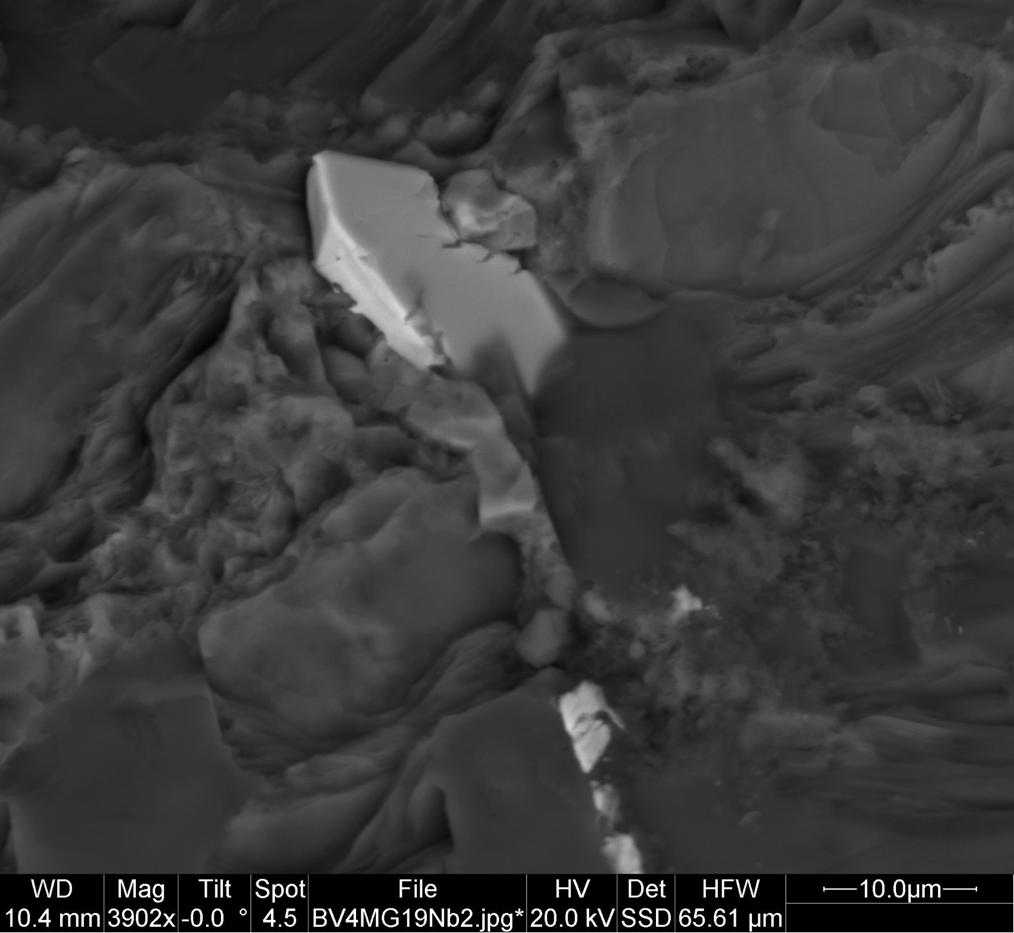 WD Mag Tilt Spot File HV Det HFW 10.0µm
10.4 mm 3902x -0.0 ° 4.5 BV4MG19Nb2.jpg* 20.0 kV SSD 65.61 µm